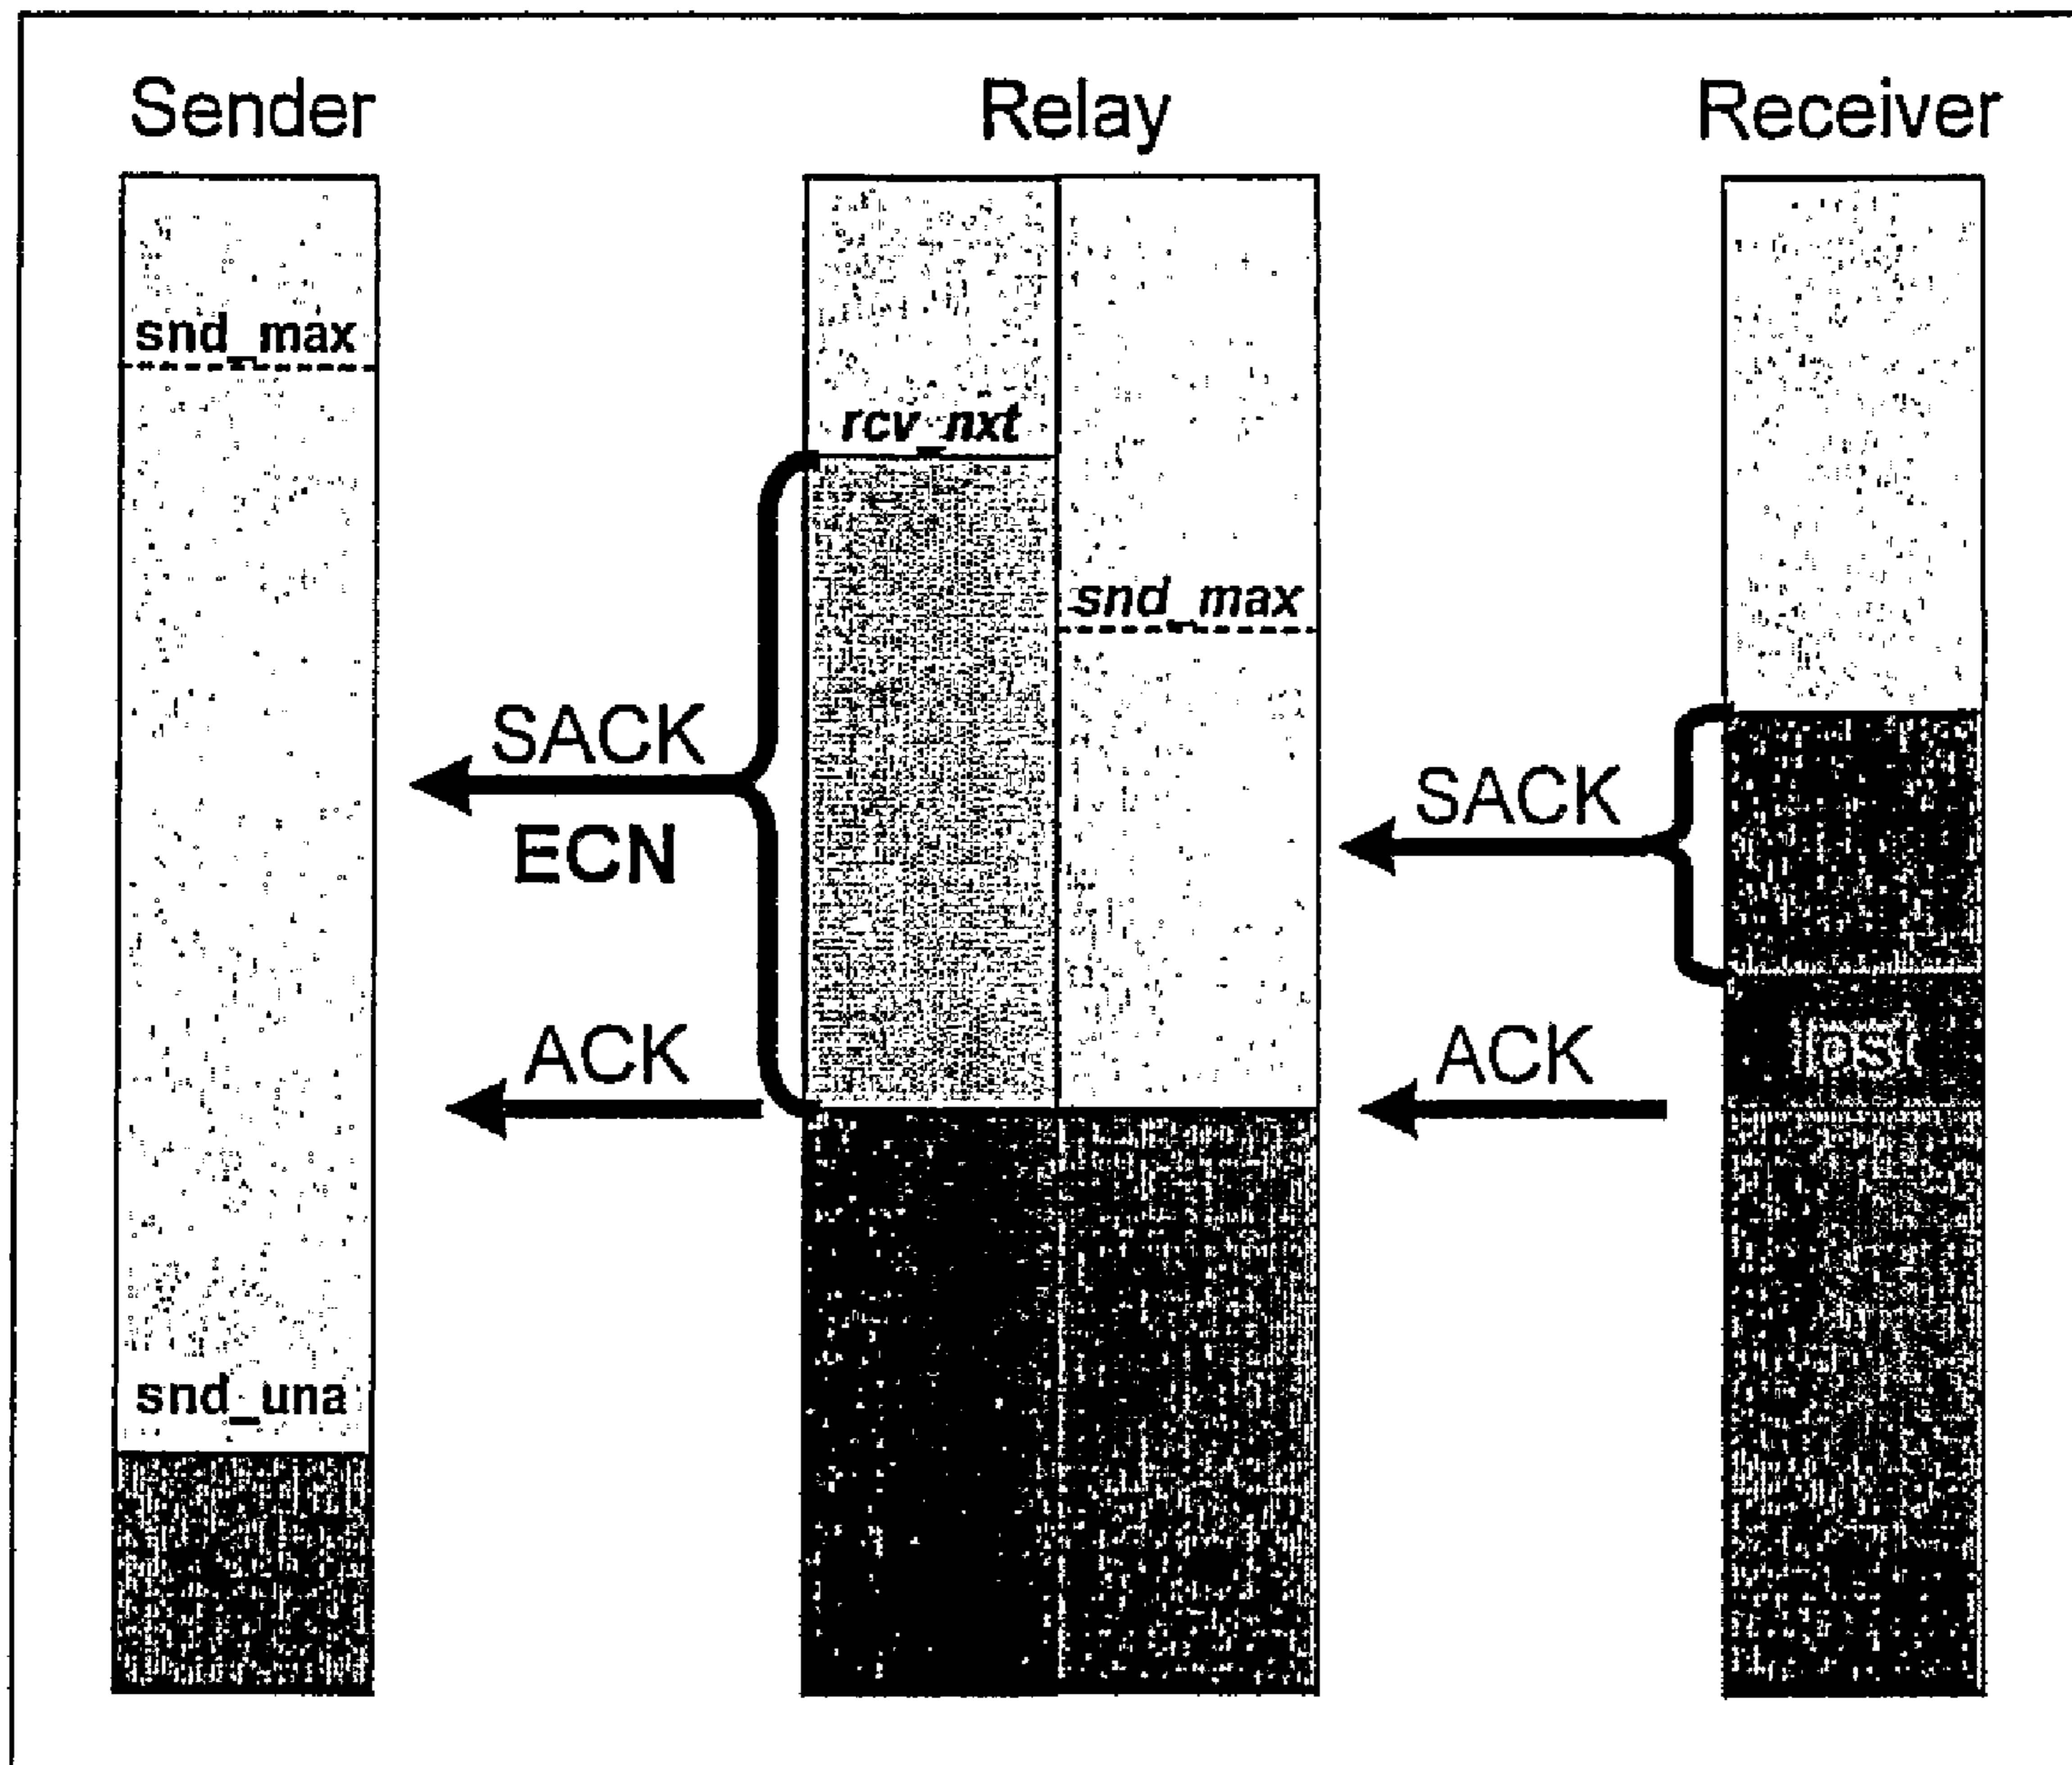 Sender
Relay
Receiver
snd_max
rcv_nxt
snd_max
SACK
ECN
SACK
ACK
ACK
lost
snd_una